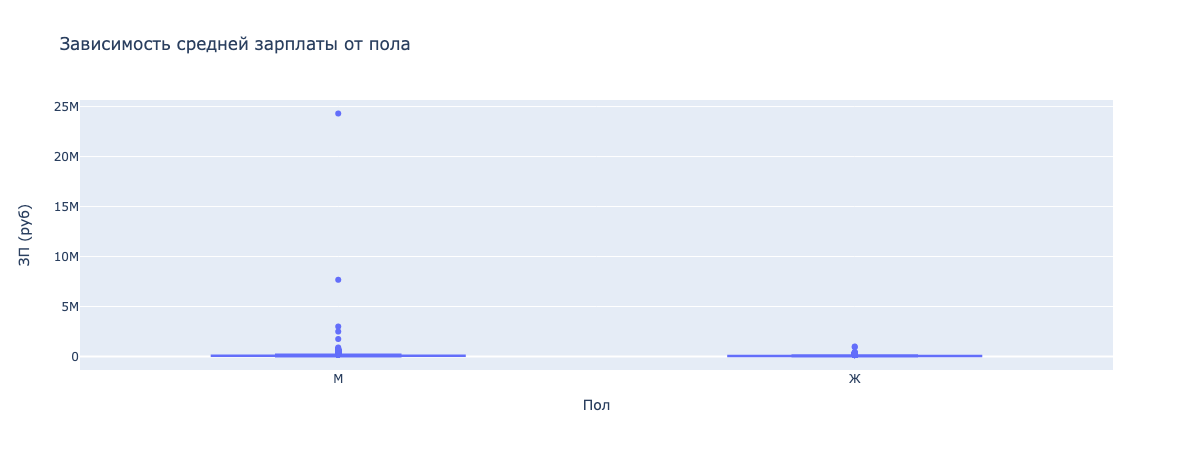 Зависимость средней зарплаты от пола
25M
20M
15M
10M
5M
0
ЗП (руб)
М
Ж
Пол